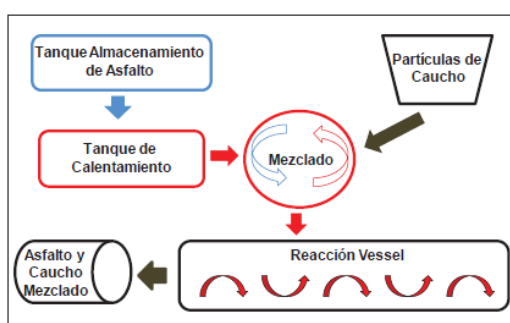 Tanque Almacenamiento
de Asfalto
Partículas de
Caucho
Tanque de
Calentamiento
Mezclado
Asfalto y
Caucho
Mezclado
Reacción Vessel